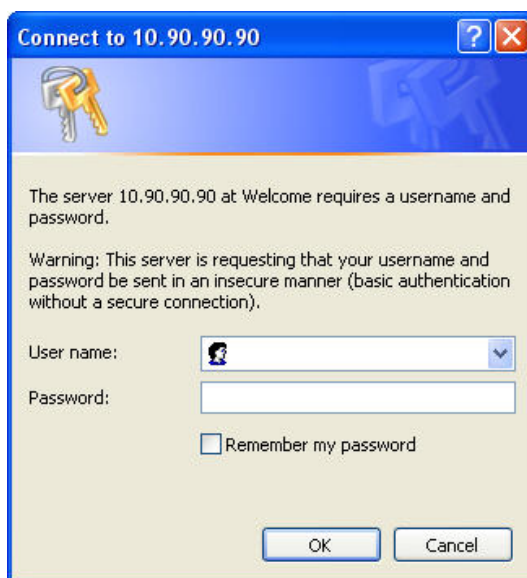 Connect to 10.90.90.90
The server 10.90.90.90 at Welcome requires a username and
password.
Warning: This server is requesting that your username and
password be sent in an insecure manner (basic authentication
without a secure connection).
User name:
Password:
Remember my password
OK
Cancel